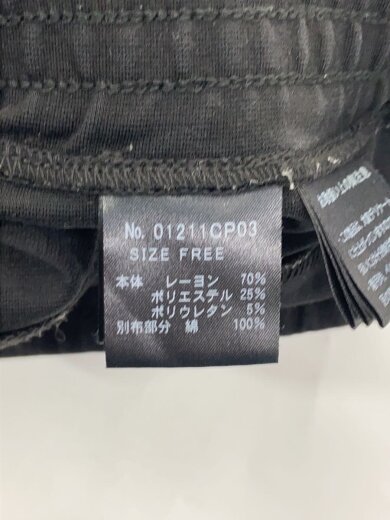 No. 01211CP03
SIZE FREE
本体 レーヨン 70%
ポリエステル 25%
ポリウレタン 5%
別布部分 綿 100%